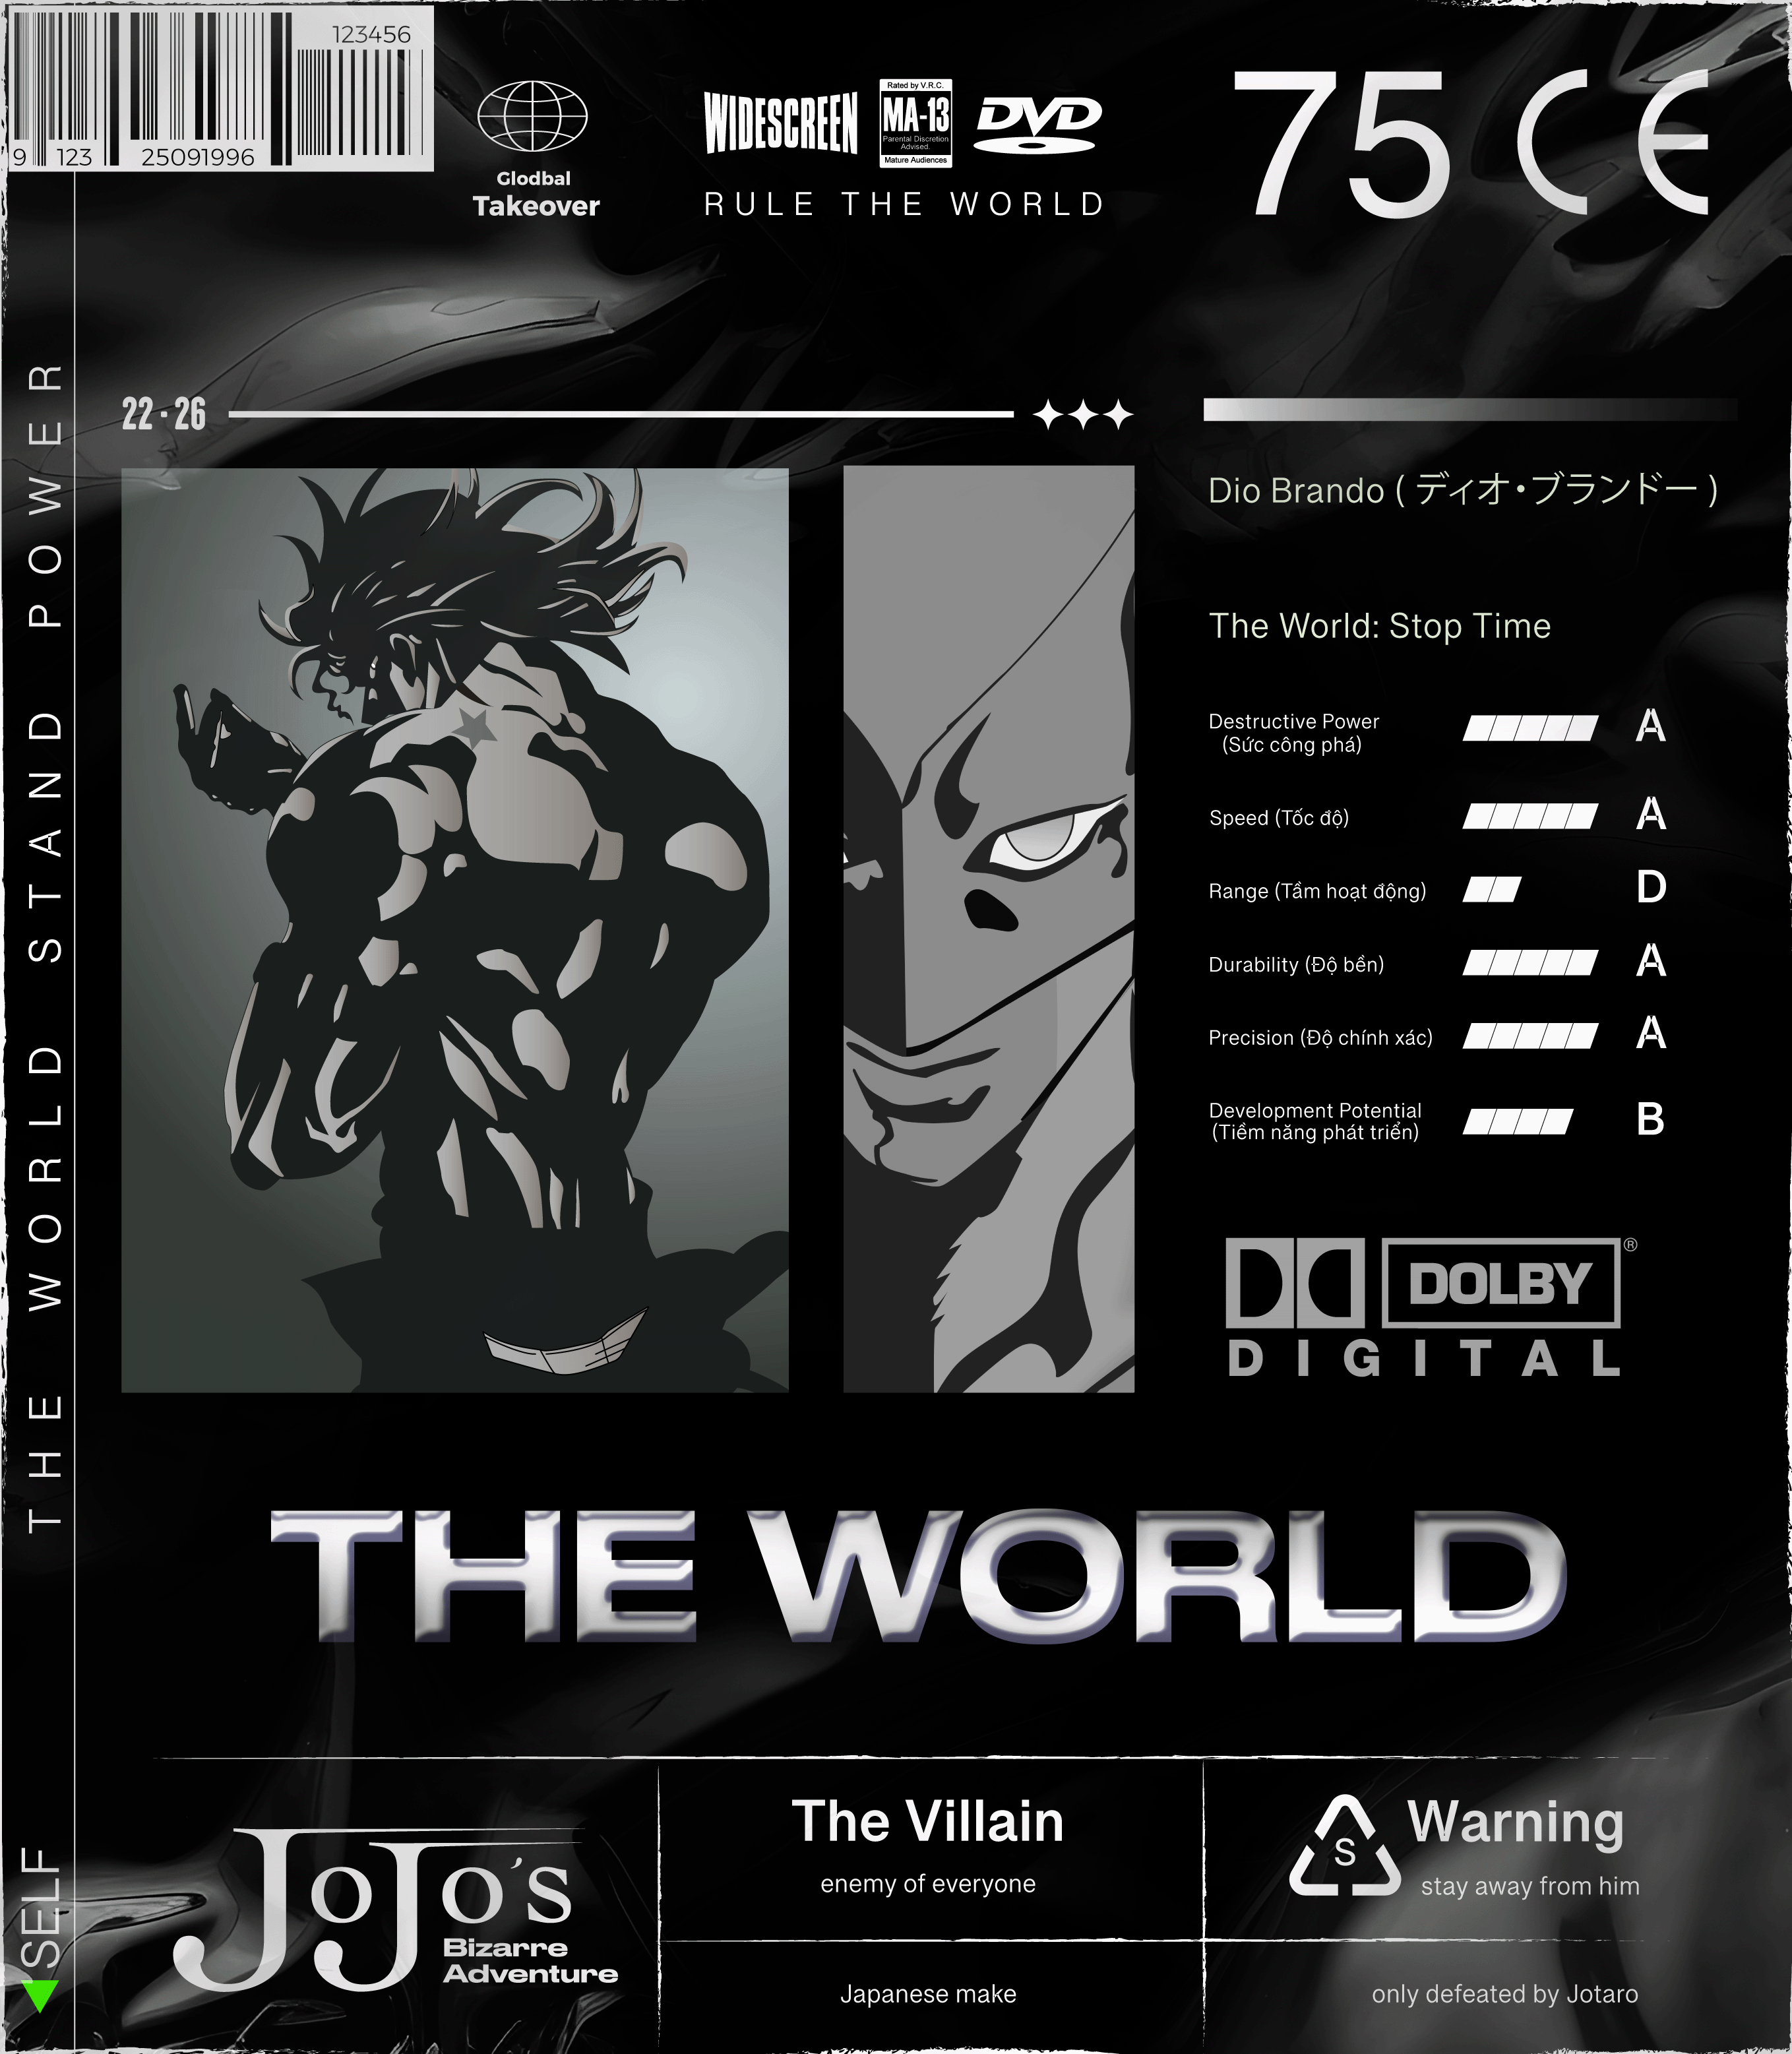 123456
9 123 25091996
Glodbal
Takeover
WIDESCREEN
Rated by V.R.C.
MA-13
Parental Discretion
Advised.
Mature Audiences
DVD
RULE THE WORLD
75 CE
THE WORLD STAND POWER
22 - 26
Dio Brando ( ディオ・ブランドー )
The World: Stop Time
Destructive Power A
(Sức công phá)
Speed (Tốc độ) A
Range (Tầm hoạt động) D
Durability (Độ bền) A
Precision (Độ chính xác) A
Development Potential B
(Tiềm năng phát triển)
DOLBY ®
DIGITAL
THE WORLD
SELF
JoJo's
Bizarre
Adventure
The Villain
enemy of everyone
Japanese make
S
Warning
stay away from him
only defeated by Jotaro